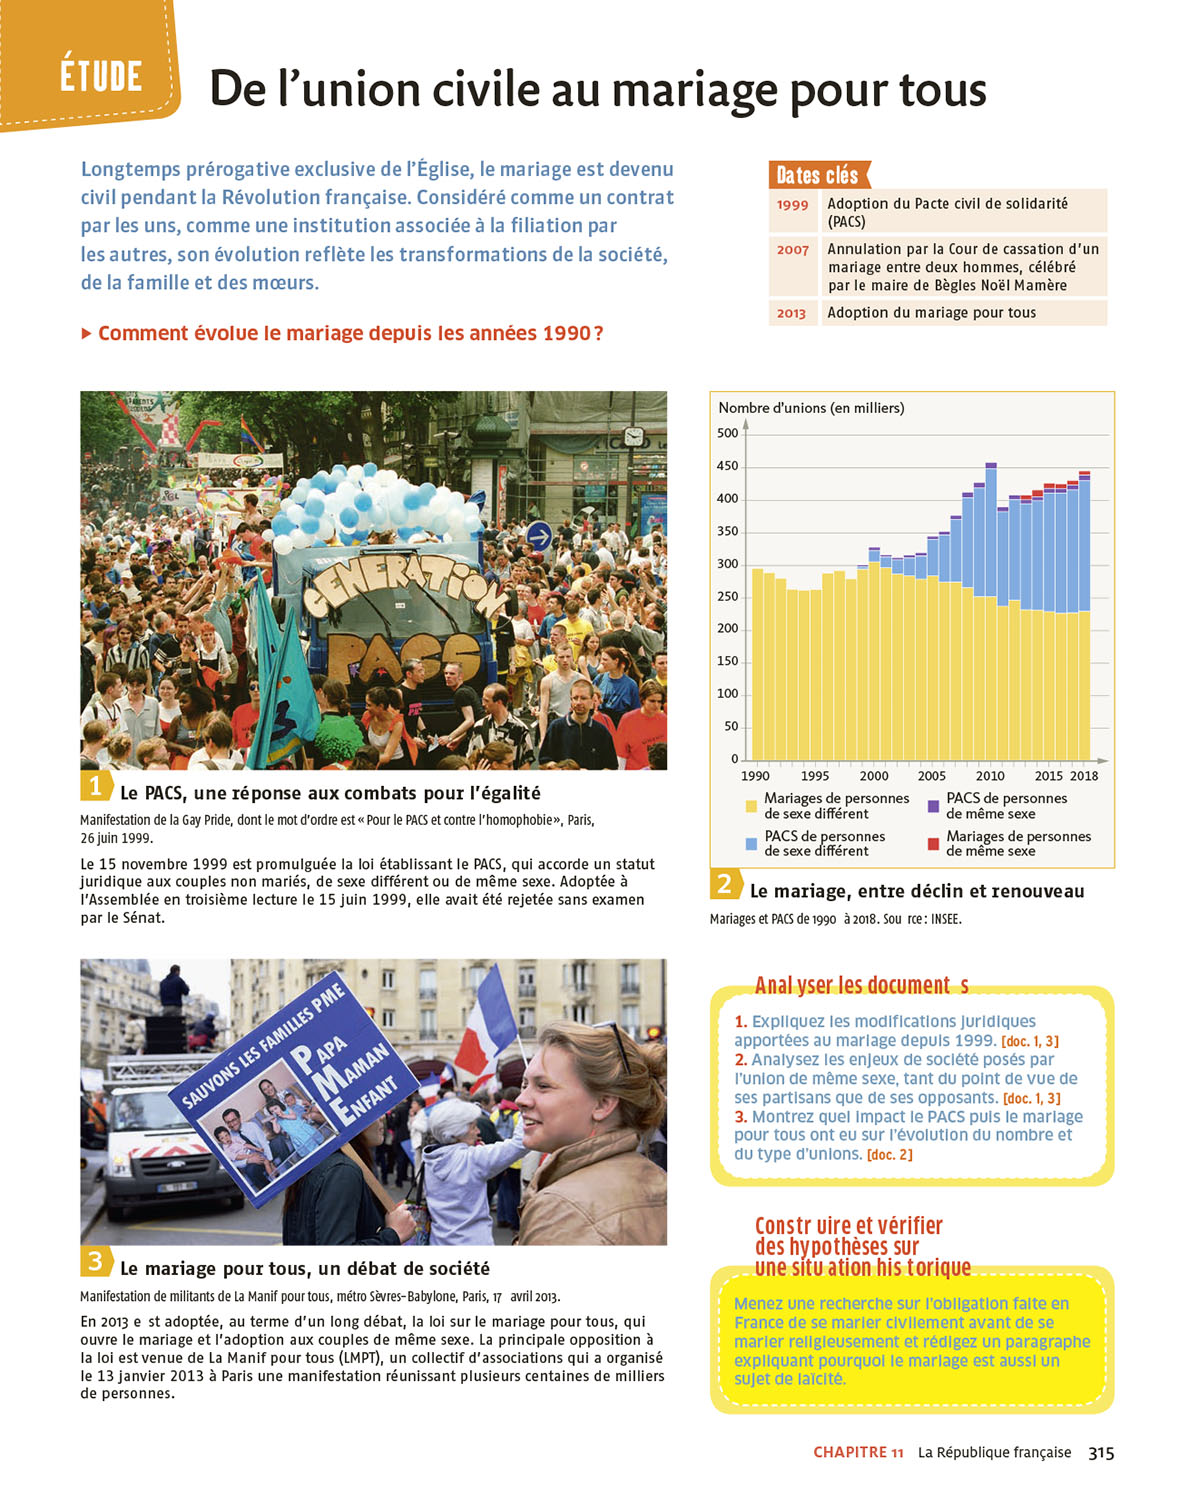 ÉTUDE
De l’union civile au mariage pour tous
Longtemps prérogative exclusive de l’Église, le mariage est devenu
civil pendant la Révolution française. Considéré comme un contrat
par les uns, comme une institution associée à la filiation par
les autres, son évolution reflète les transformations de la société,
de la famille et des mœurs.
Comment évolue le mariage depuis les années 1990 ?
Dates clés
1999 Adoption du Pacte civil de solidarité
(PACS)
2007 Annulation par la Cour de cassation d’un
mariage entre deux hommes, célébré
par le maire de Bègles Noël Mamère
2013 Adoption du mariage pour tous
GENERATION
PACS
1 Le PACS, une réponse aux combats pour l’égalité
Manifestation de la Gay Pride, dont le mot d’ordre est « Pour le PACS et contre l’homophobie », Paris,
26 juin 1999.
Le 15 novembre 1999 est promulguée la loi établissant le PACS, qui accorde un statut
juridique aux couples non mariés, de sexe différent ou de même sexe. Adoptée à
l’Assemblée en troisième lecture le 15 juin 1999, elle avait été rejetée sans examen
par le Sénat.
Nombre d’unions (en milliers)
500
450
400
350
300
250
200
150
100
50
0
1990 1995 2000 2005 2010 2015 2018
Mariages de personnes
de sexe différent
PACS de personnes
de sexe différent
PACS de personnes
de même sexe
Mariages de personnes
de même sexe
2 Le mariage, entre déclin et renouveau
Mariages et PACS de 1990 à 2018. Sou rce : INSEE.
SAUVONS LES FAMILLES PME
PAPA
MAMAN
ENFANT
3 Le mariage pour tous, un débat de société
Manifestation de militants de La Manif pour tous, métro Sèvres-Babylone, Paris, 17 avril 2013.
En 2013 e st adoptée, au terme d’un long débat, la loi sur le mariage pour tous, qui
ouvre le mariage et l’adoption aux couples de même sexe. La principale opposition à
la loi est venue de La Manif pour tous (LMPT), un collectif d’associations qui a organisé
le 13 janvier 2013 à Paris une manifestation réunissant plusieurs centaines de milliers
de personnes.
Anal yser les document s
1. Expliquez les modifications juridiques
apportées au mariage depuis 1999. [doc. 1, 3]
2. Analysez les enjeux de société posés par
l’union de même sexe, tant du point de vue de
ses partisans que de ses opposants. [doc. 1, 3]
3. Montrez quel impact le PACS puis le mariage
pour tous ont eu sur l’évolution du nombre et
du type d’unions. [doc. 2]
Constr uire et vérifier
des hypothèses sur
une situ ation his torique
Menez une recherche sur l’obligation faite en
France de se marier civilement avant de se
marier religieusement et rédigez un paragraphe
expliquant pourquoi le mariage est aussi un
sujet de laïcité.
CHAPITRE 11 La République française 315